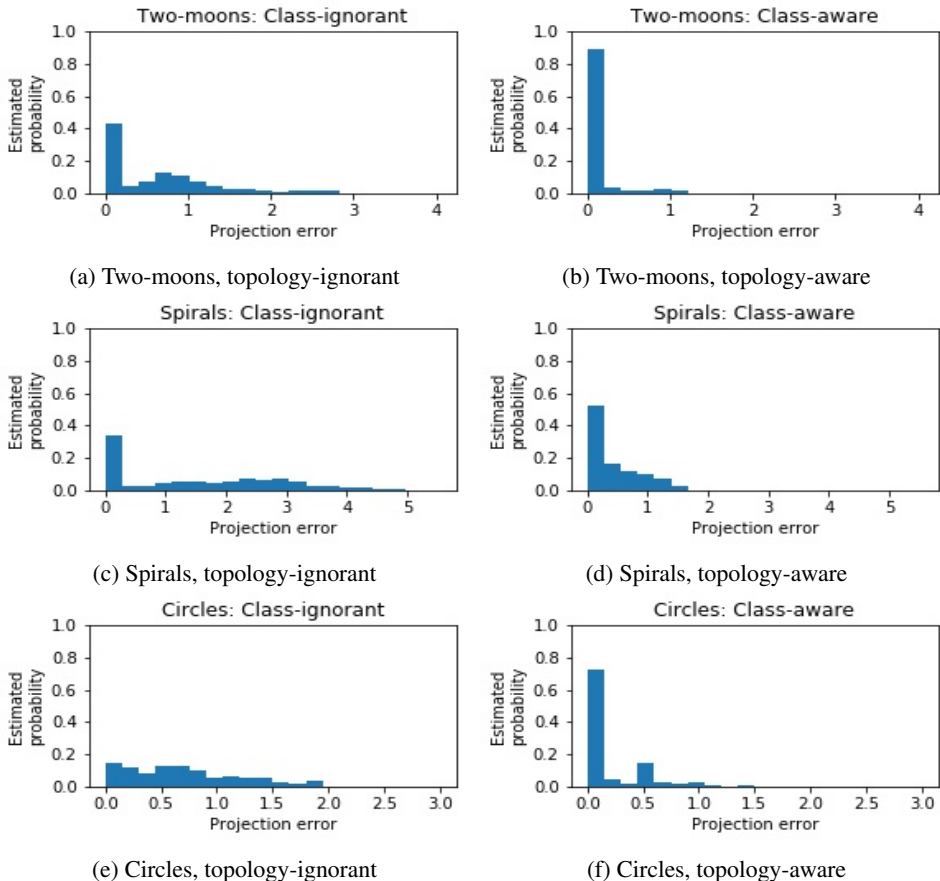 Two-moons: Class-ignorant
Estimated
probability
1.0
0.8
0.6
0.4
0.2
0.0
0 1 2 3 4
Projection error
(a) Two-moons, topology-ignorant
Two-moons: Class-aware
Estimated
probability
1.0
0.8
0.6
0.4
0.2
0.0
0 1 2 3 4
Projection error
(b) Two-moons, topology-aware
Spirals: Class-ignorant
Estimated
probability
1.0
0.8
0.6
0.4
0.2
0.0
0 1 2 3 4 5
Projection error
(c) Spirals, topology-ignorant
Spirals: Class-aware
Estimated
probability
1.0
0.8
0.6
0.4
0.2
0.0
0 1 2 3 4 5
Projection error
(d) Spirals, topology-aware
Circles: Class-ignorant
Estimated
probability
1.0
0.8
0.6
0.4
0.2
0.0
0.0 0.5 1.0 1.5 2.0 2.5 3.0
Projection error
(e) Circles, topology-ignorant
Circles: Class-aware
Estimated
probability
1.0
0.8
0.6
0.4
0.2
0.0
0.0 0.5 1.0 1.5 2.0 2.5 3.0
Projection error
(f) Circles, topology-aware